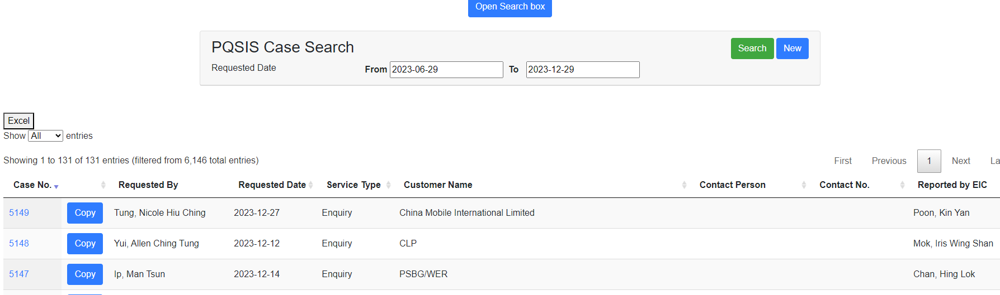 Open Search box
PQSIS Case Search
Search New
Requested Date From 2023-06-29 To 2023-12-29
Excel
Show All entries
Showing 1 to 131 of 131 entries (filtered from 6,146 total entries)
First Previous 1 Next La
Case No. Requested By Requested Date Service Type Customer Name Contact Person Contact No. Reported by EIC
5149 Copy Tung, Nicole Hiu Ching 2023-12-27 Enquiry China Mobile International Limited Poon, Kin Yan
5148 Copy Yui, Allen Ching Tung 2023-12-12 Enquiry CLP Mok, Iris Wing Shan
5147 Copy Ip, Man Tsun 2023-12-14 Enquiry PSBG/WER Chan, Hing Lok